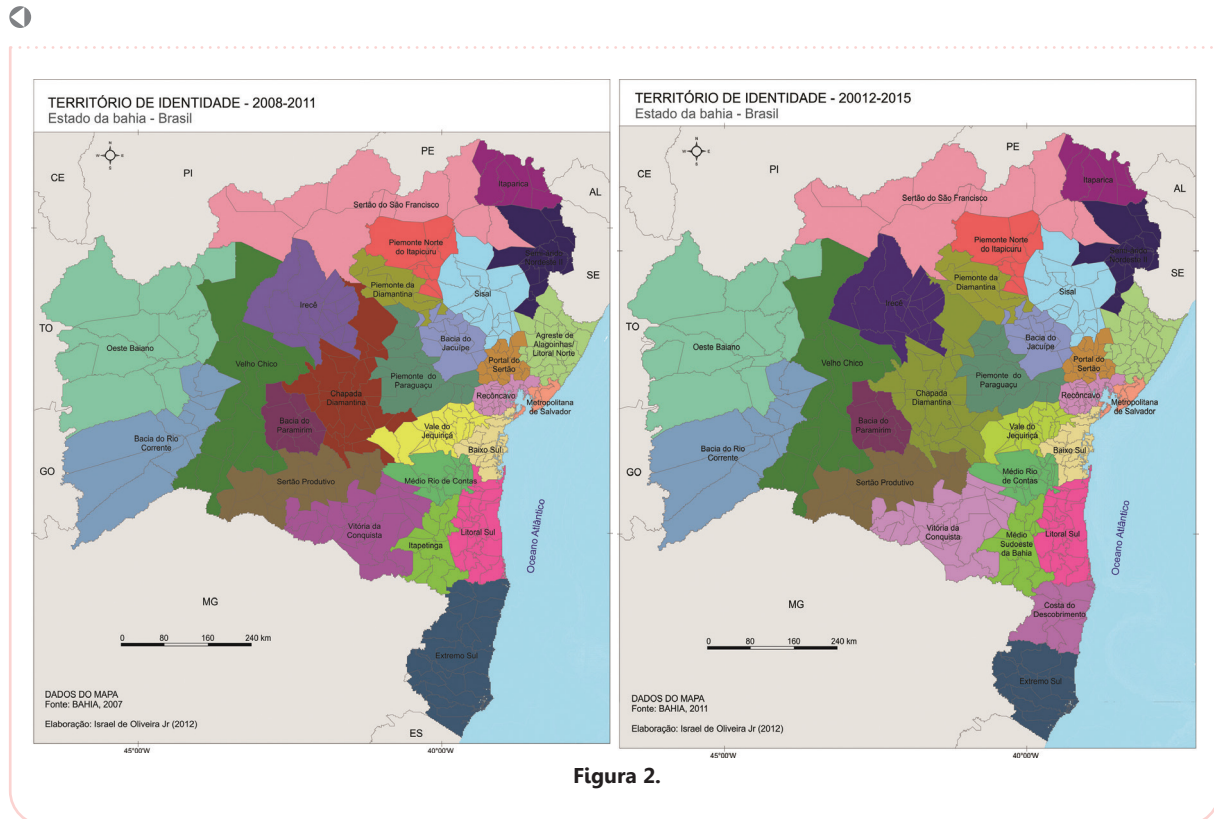 TERRITÓRIO DE IDENTIDADE - 2008-2011
Estado da bahia - Brasil
N
W
E
S
CE
PI
PE
AL
SE
TO
GO
MG
ES
Itaparica
Sertão do São Francisco
Piemonte Norte
do Itapicuru
Sisal
Piemonte da
Diamantina
Irecê
Agreste de
Alagoinhas/
Litoral Norte
Bacia do
Jacuípe
Oeste Baiano
Velho Chico
Portal do
Sertão
Piemonte do
Paraguaçu
Chapada
Diamantina
Recôncavo
Metropolitana
de Salvador
Bacia do
Paramirim
Vale do
Jequiriçá
Bacia do Rio
Corrente
Baixo Sul
Sertão Produtivo
Médio Rio de Contas
Vitória da
Conquista
Litoral Sul
Itapetinga
Oceano Atlântico
Extremo Sul
0 80 160 240 km
DADOS DO MAPA
Fonte: BAHIA, 2007
Elaboração: Israel de Oliveira Jr (2012)
45°00'W
40°00'W
TERRITÓRIO DE IDENTIDADE - 20012-2015
Estado da bahia - Brasil
N
W
E
S
CE
PI
PE
AL
SE
TO
GO
MG
Itaparica
Sertão do São Francisco
Piemonte Norte
do Itapicuru
Sisal
Piemonte da
Diamantina
Irecê
Bacia do
Jacuípe
Oeste Baiano
Velho Chico
Portal do
Sertão
Piemonte do
Paraguaçu
Chapada
Diamantina
Recôncavo
Metropolitana
de Salvador
Bacia do
Paramirim
Vale do
Jequiriçá
Bacia do Rio
Corrente
Baixo Sul
Sertão Produtivo
Médio Rio
de Contas
Vitória da
Conquista
Médio
Sudoeste
da Bahia
Litoral Sul
Oceano Atlântico
Costa do
Descobrimento
Extremo Sul
0 80 160 240 km
DADOS DO MAPA
Fonte: BAHIA, 2011
Elaboração: Israel de Oliveira Jr (2012)
45°00'W
40°00'W
Figura 2.